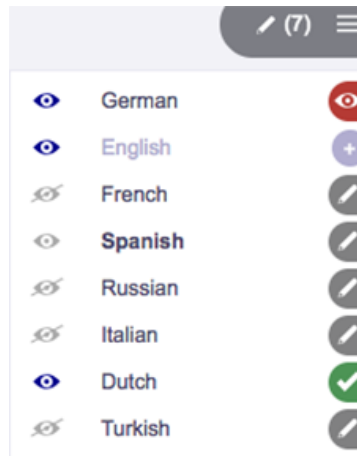 (7)
German
English
French
Spanish
Russian
Italian
Dutch
Turkish